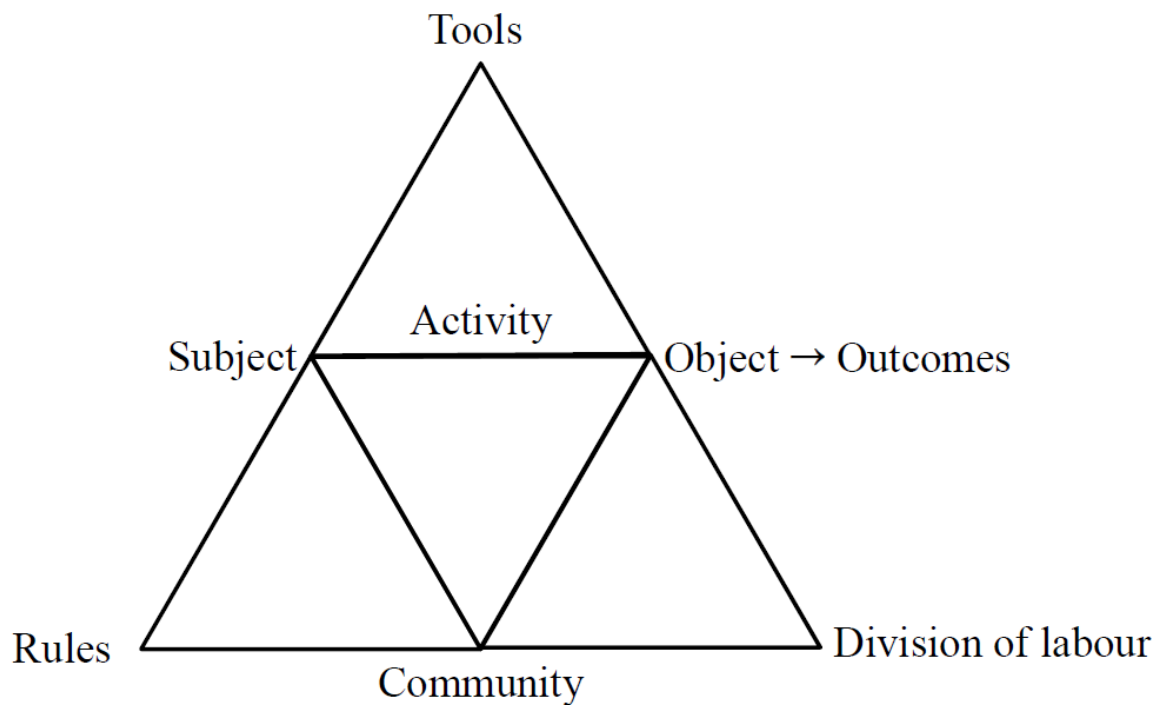 Tools
Activity
Subject
Object → Outcomes
Rules
Division of labour
Community